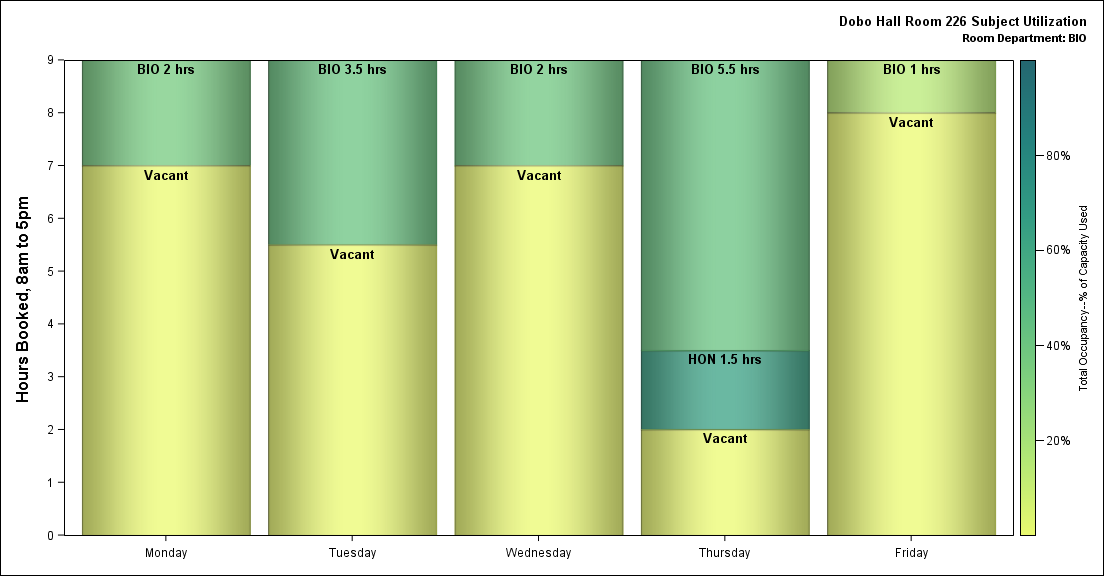 Dobo Hall Room 226 Subject Utilization
Room Department: BIO
Hours Booked, 8am to 5pm
9
8
7
6
5
4
3
2
1
0
BIO 2 hrs
Vacant
BIO 3.5 hrs
Vacant
BIO 2 hrs
Vacant
BIO 5.5 hrs
HON 1.5 hrs
Vacant
BIO 1 hrs
Vacant
Monday
Tuesday
Wednesday
Thursday
Friday
80%
60%
40%
20%
Total Occupancy--% of Capacity Used